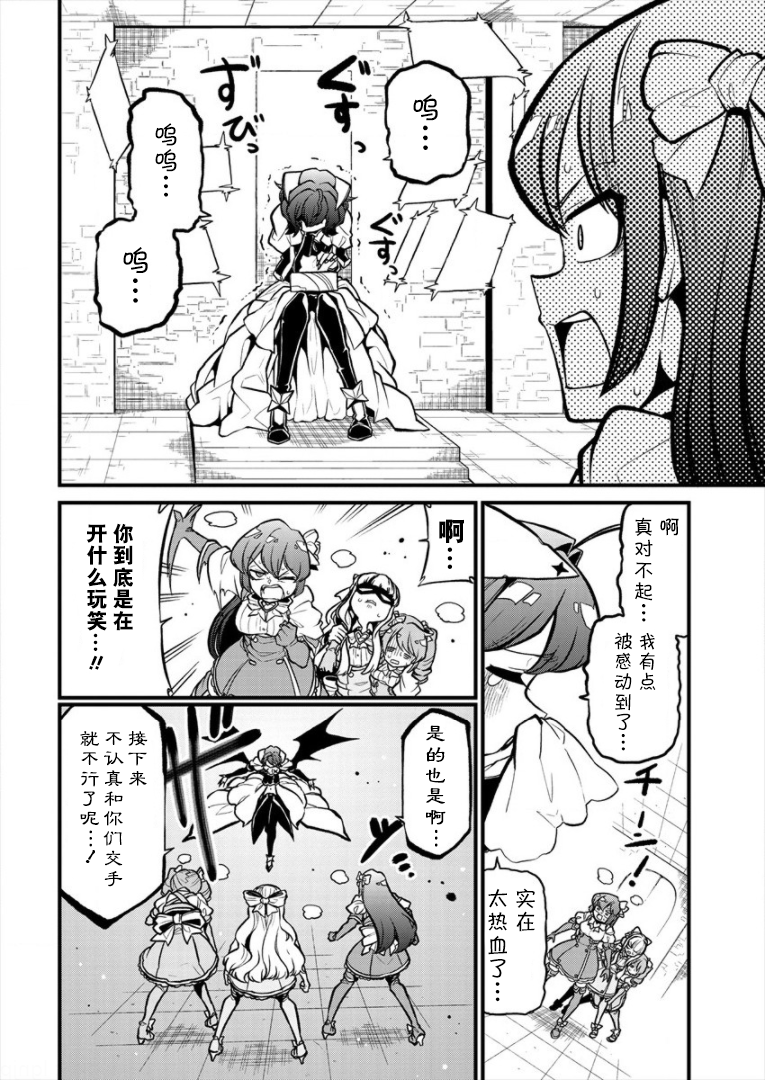 呜…
ぐすっ
呜呜…
ずびっ
ぐすっ
呜…
啊
真对不起…
我有点
被感动到了…
チーン！
实在
太热血了…
啊…
你到底是在
开什么玩笑…!!
是的也是啊…
接下来
不认真和你们交手
就不行了呢…！